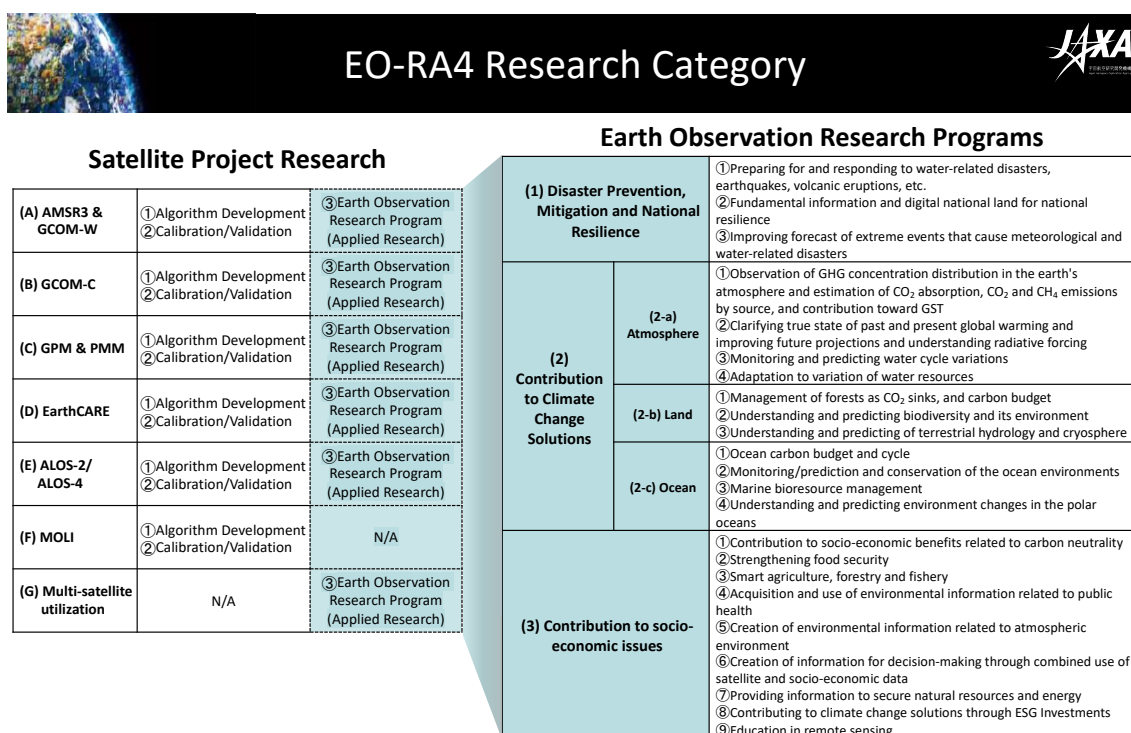 EO-RA4 Research Category
JAXA
Satellite Project Research
(A) AMSR3 &
GCOM-W
①Algorithm Development
②Calibration/Validation
③Earth Observation
Research Program
(Applied Research)
(B) GCOM-C
①Algorithm Development
②Calibration/Validation
③Earth Observation
Research Program
(Applied Research)
(C) GPM & PMM
①Algorithm Development
②Calibration/Validation
③Earth Observation
Research Program
(Applied Research)
(D) EarthCARE
①Algorithm Development
②Calibration/Validation
③Earth Observation
Research Program
(Applied Research)
(E) ALOS-2/
ALOS-4
①Algorithm Development
②Calibration/Validation
③Earth Observation
Research Program
(Applied Research)
(F) MOLI
①Algorithm Development
②Calibration/Validation
N/A
(G) Multi-satellite
utilization
N/A
③Earth Observation
Research Program
(Applied Research)
Earth Observation Research Programs
(1) Disaster Prevention,
Mitigation and National
Resilience
①Preparing for and responding to water-related disasters,
earthquakes, volcanic eruptions, etc.
②Fundamental information and digital national land for national
resilience
③Improving forecast of extreme events that cause meteorological and
water-related disasters
(2)
Contribution
to Climate
Change
Solutions
(2-a)
Atmosphere
①Observation of GHG concentration distribution in the earth's
atmosphere and estimation of CO₂ absorption, CO₂ and CH₄ emissions
by source, and contribution toward GST
②Clarifying true state of past and present global warming and
improving future projections and understanding radiative forcing
③Monitoring and predicting water cycle variations
④Adaptation to variation of water resources
(2-b) Land
①Management of forests as CO₂ sinks, and carbon budget
②Understanding and predicting biodiversity and its environment
③Understanding and predicting of terrestrial hydrology and cryosphere
(2-c) Ocean
①Ocean carbon budget and cycle
②Monitoring/prediction and conservation of the ocean environments
③Marine bioresource management
④Understanding and predicting environment changes in the polar
oceans
(3) Contribution to socio-
economic issues
①Contribution to socio-economic benefits related to carbon neutrality
②Strengthening food security
③Smart agriculture, forestry and fishery
④Acquisition and use of environmental information related to public
health
⑤Creation of environmental information related to atmospheric
environment
⑥Creation of information for decision-making through combined use of
satellite and socio-economic data
⑦Providing information to secure natural resources and energy
⑧Contributing to climate change solutions through ESG Investments
⑨Education in remote sensing